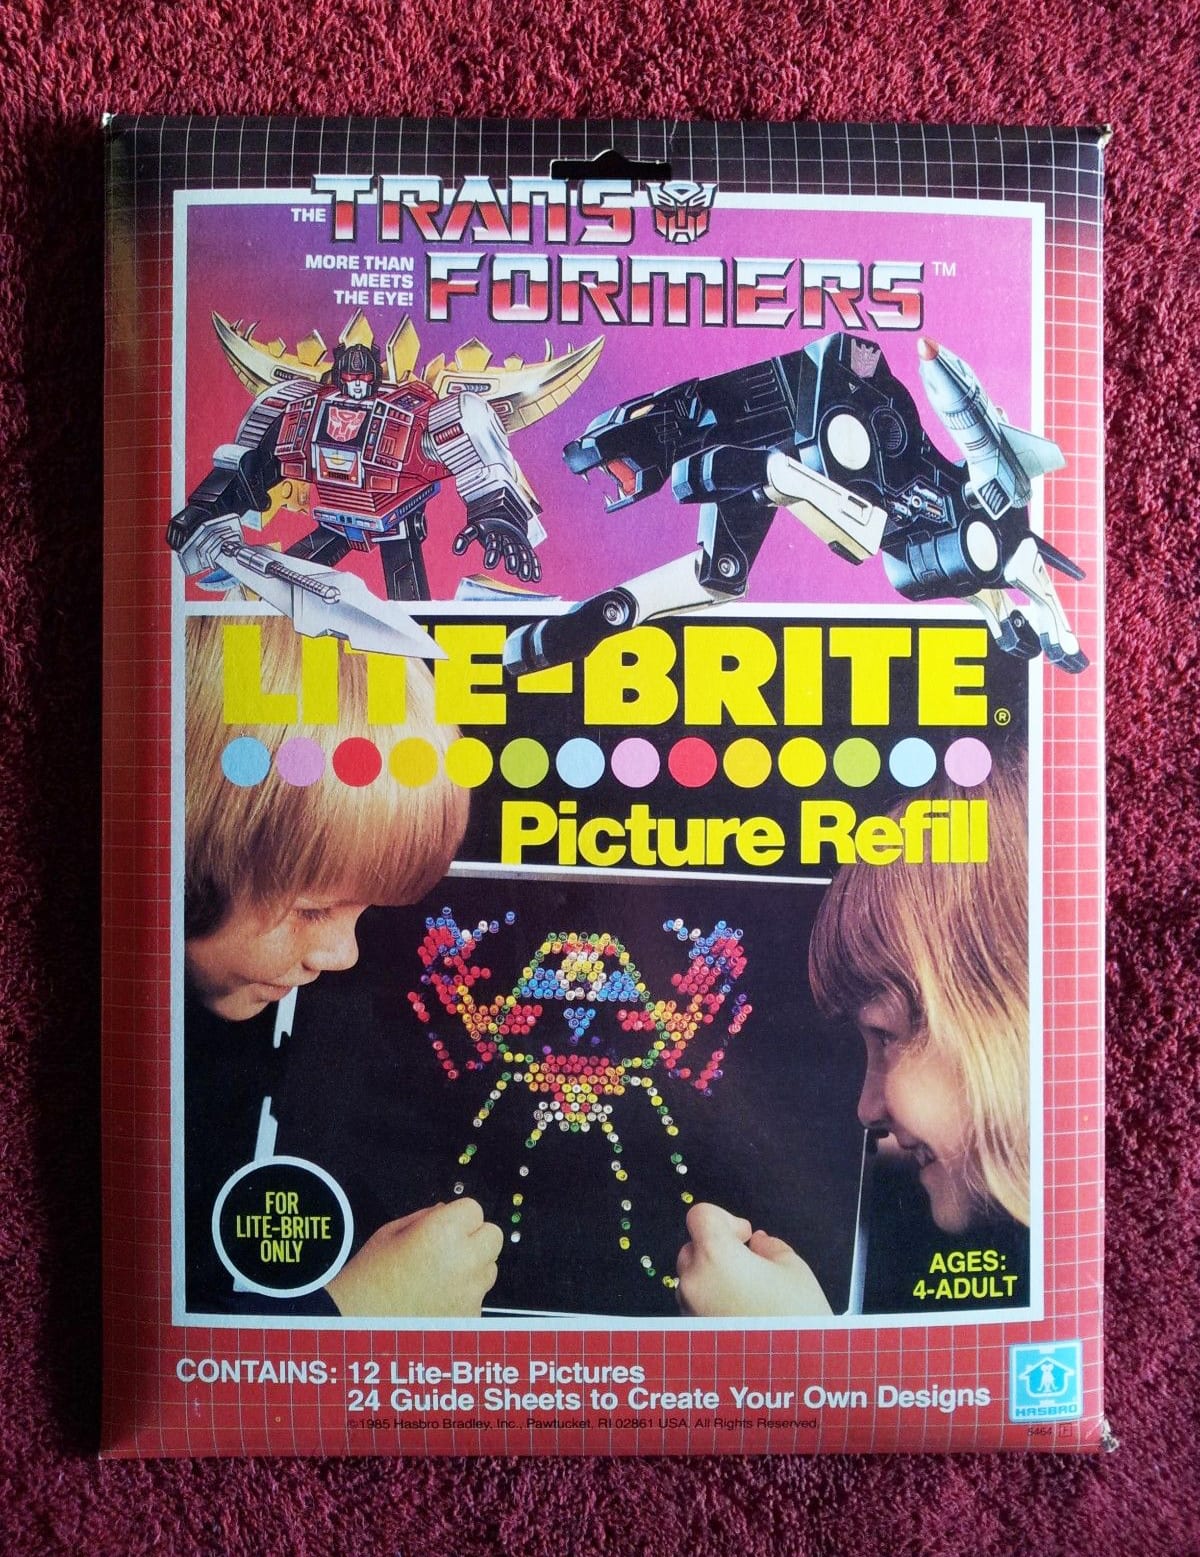 THE TRANS
FORMERS™
MORE THAN
MEETS
THE EYE!
LITE-BRITE®
Picture Refill
FOR
LITE-BRITE
ONLY
AGES:
4-ADULT
CONTAINS: 12 Lite-Brite Pictures
24 Guide Sheets to Create Your Own Designs
©1985 Hasbro Bradley, Inc., Pawtucket, RI 02861 USA. All Rights Reserved.
HASBRO
5464 F